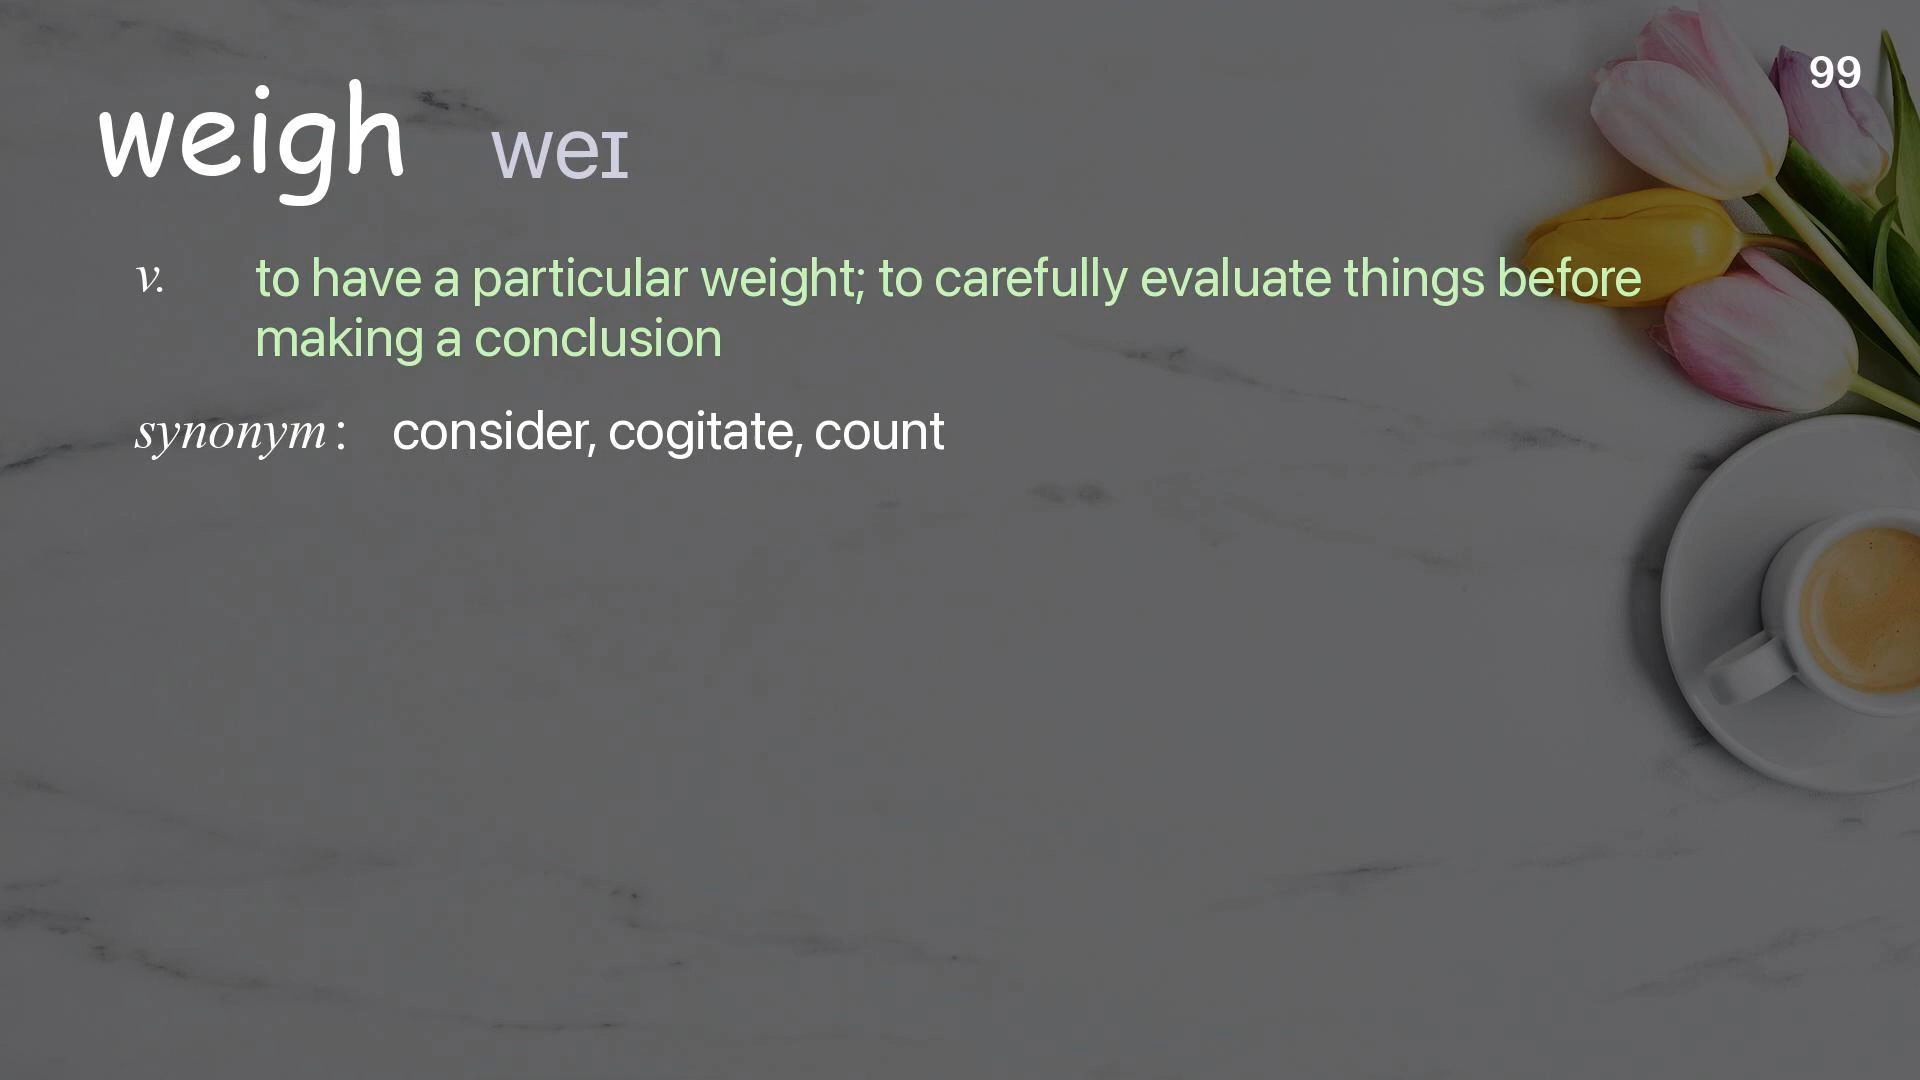 99
weigh weɪ
v. to have a particular weight; to carefully evaluate things before
making a conclusion
synonym: consider, cogitate, count